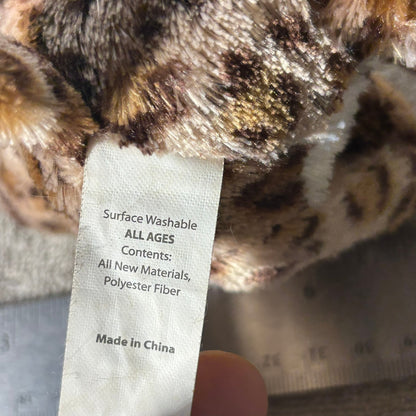 Surface Washable
ALL AGES
Contents:
All New Materials,
Polyester Fiber
Made in China